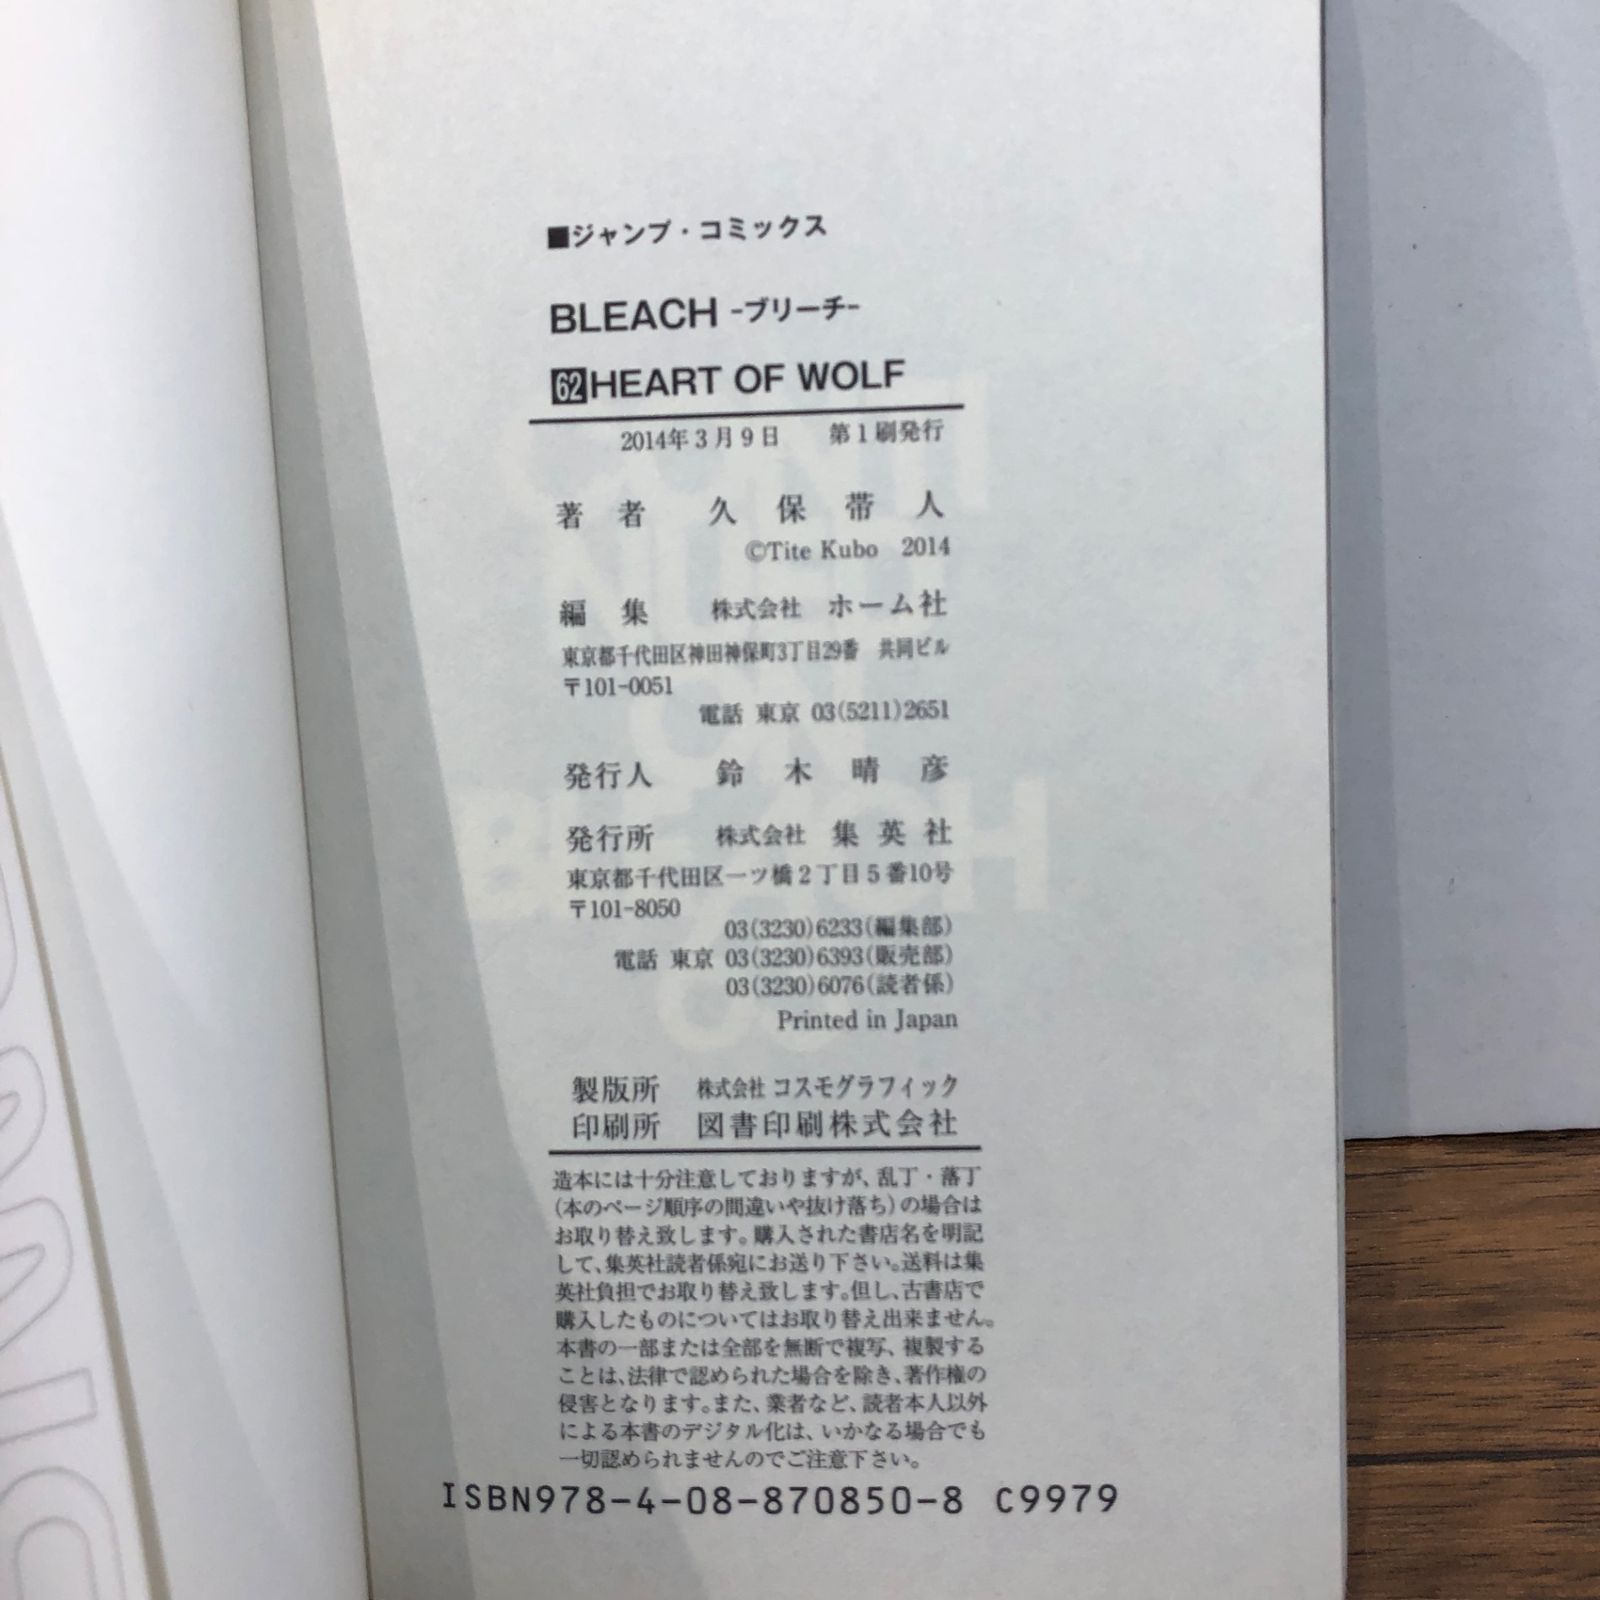 ■ジャンプ・コミックス
BLEACH -ブリーチ-
62 HEART OF WOLF
2014年3月9日　第1刷発行
著者　久保帯人
©Tite Kubo 2014
編集　株式会社 ホーム社
東京都千代田区神田神保町3丁目29番　共同ビル
〒101-0051
電話 東京 03(5211)2651
発行人　鈴木晴彦
発行所　株式会社 集英社
東京都千代田区一ツ橋2丁目5番10号
〒101-8050
03(3230)6233(編集部)
電話 東京 03(3230)6393(販売部)
03(3230)6076(読者係)
Printed in Japan
製版所　株式会社 コスモグラフィック
印刷所　図書印刷株式会社
造本には十分注意しておりますが、乱丁・落丁
(本のページ順序の間違いや抜け落ち)の場合は
お取り替え致します。購入された書店名を明記
して、集英社読者係宛にお送り下さい。送料は集
英社負担でお取り替え致します。但し、古書店で
購入したものについてはお取り替え出来ません。
本書の一部または全部を無断で複写、複製する
ことは、法律で認められた場合を除き、著作権の
侵害となります。また、業者など、読者本人以外
による本書のデジタル化は、いかなる場合でも
一切認められませんのでご注意下さい。
ISBN978-4-08-870850-8 C9979